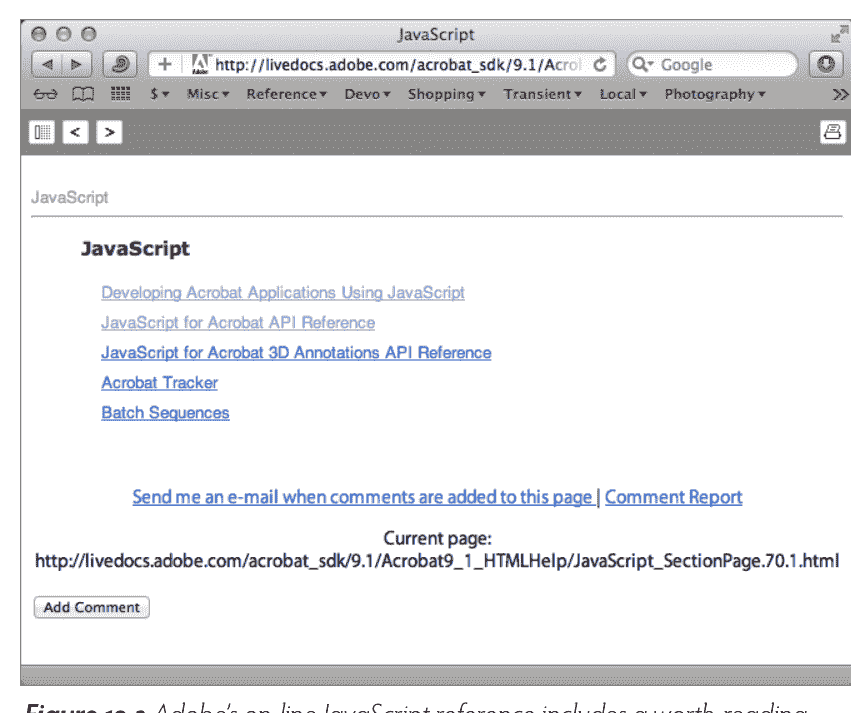 JavaScript
http://livedocs.adobe.com/acrobat_sdk/9.1/Acro
Google
$ Misc Reference Devo Shopping Transient Local Photography
JavaScript
JavaScript
Developing Acrobat Applications Using JavaScript
JavaScript for Acrobat API Reference
JavaScript for Acrobat 3D Annotations API Reference
Acrobat Tracker
Batch Sequences
Send me an e-mail when comments are added to this page | Comment Report
Current page:
http://livedocs.adobe.com/acrobat_sdk/9.1/Acrobat9_1_HTMLHelp/JavaScript_SectionPage.70.1.html
Add Comment
Figure Adobe's on-line JavaScript reference includes a worth-reading